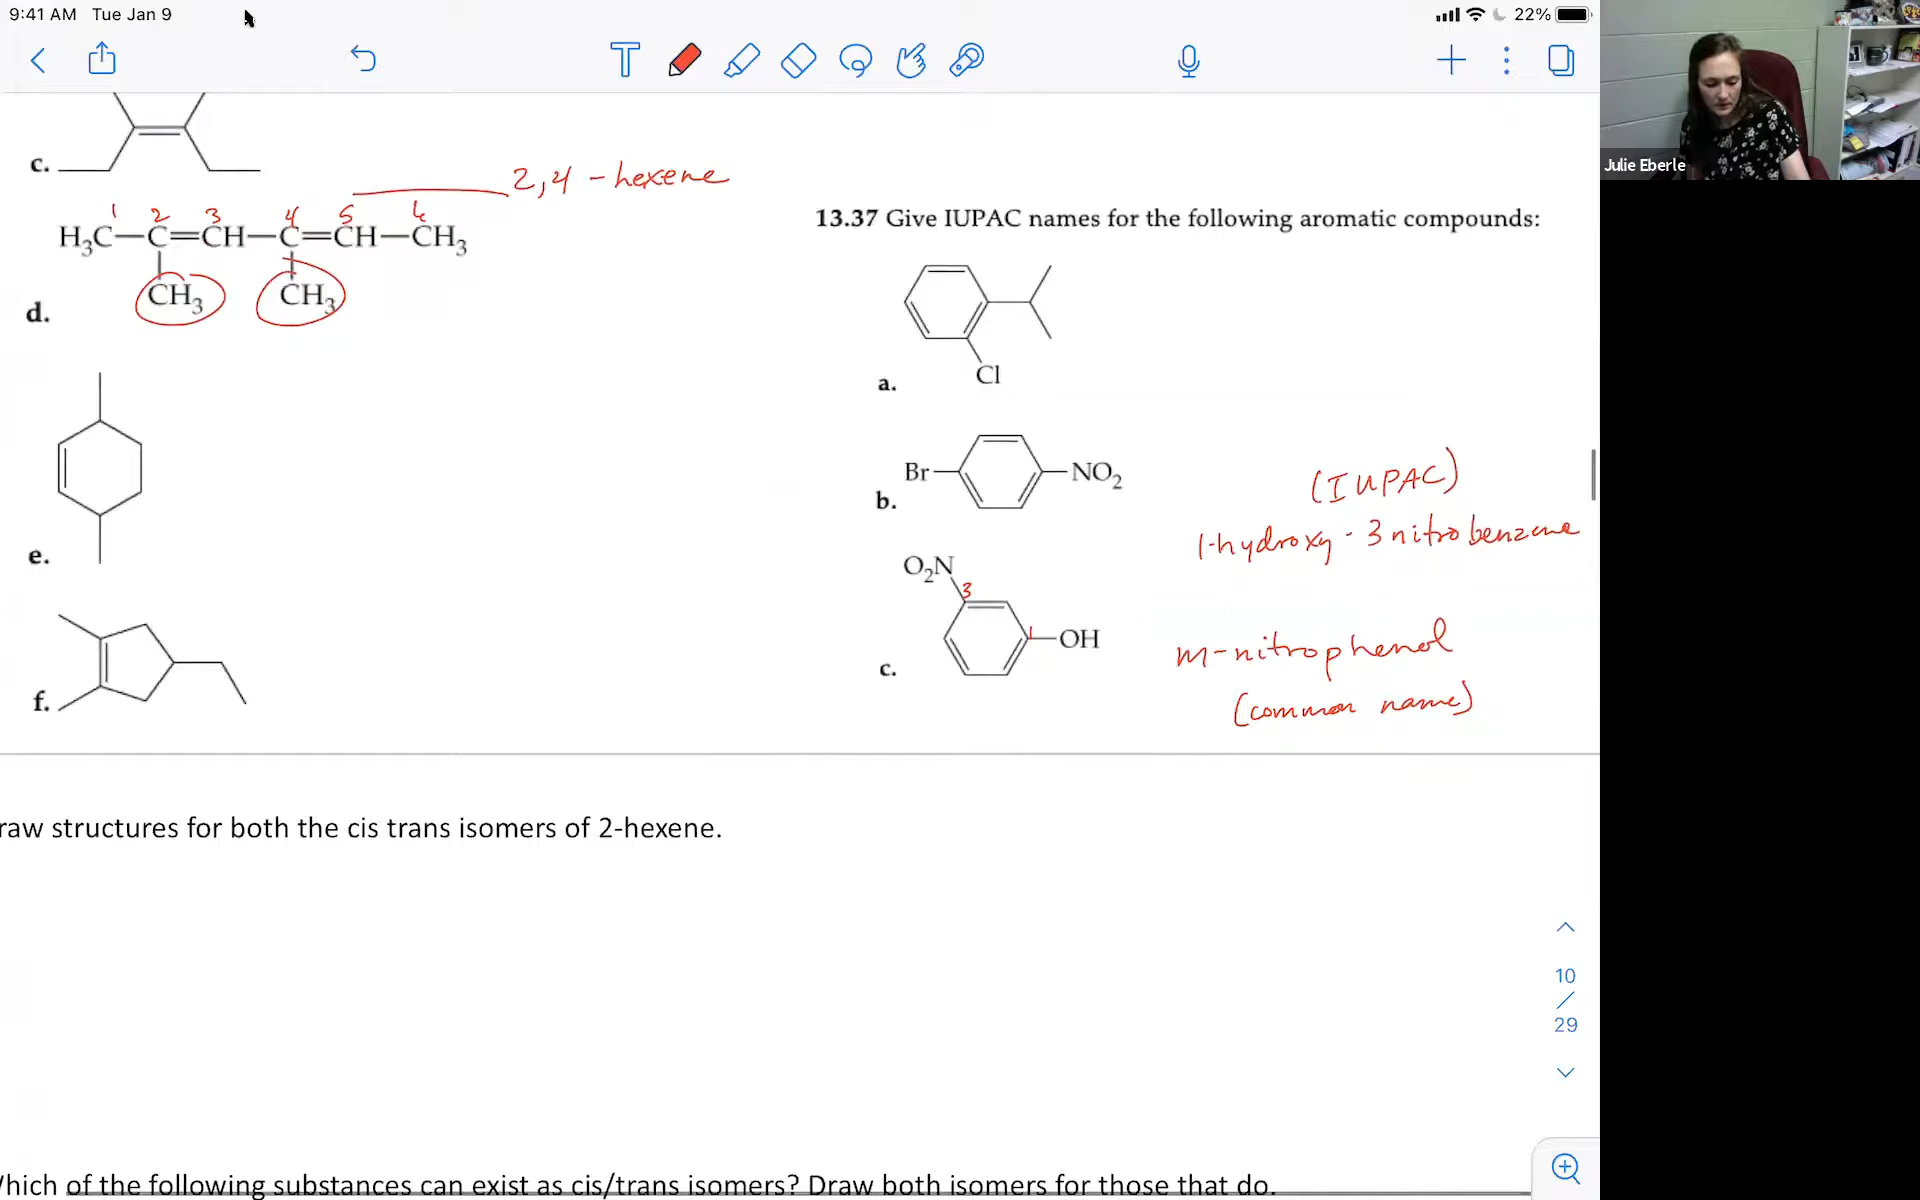 9:41 AM Tue Jan 9
22%
Julie Eberle
c.
2,4 - hexene
1 2 3 4 5 6
H3C—C=CH—C=CH—CH3
CH3 CH3
d.
e.
f.
13.37 Give IUPAC names for the following aromatic compounds:
Cl
a.
Br NO2
b.
(IUPAC)
1-hydroxy - 3 nitrobenzene
O2N
3
1 OH
c.
m-nitrophenol
(common name)
raw structures for both the cis trans isomers of 2-hexene.
10
/
29
hich of the following substances can exist as cis/trans isomers? Draw both isomers for those that do.